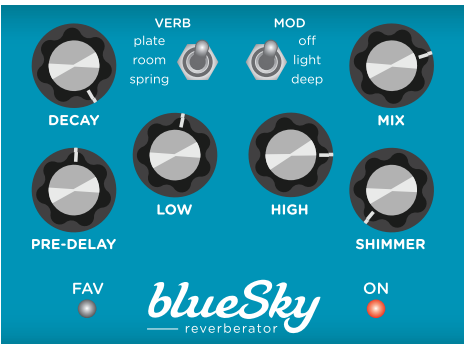 VERB
plate
room
spring
MOD
off
light
deep
DECAY
MIX
LOW
HIGH
PRE-DELAY
SHIMMER
FAV
blueSky
reverberator
ON